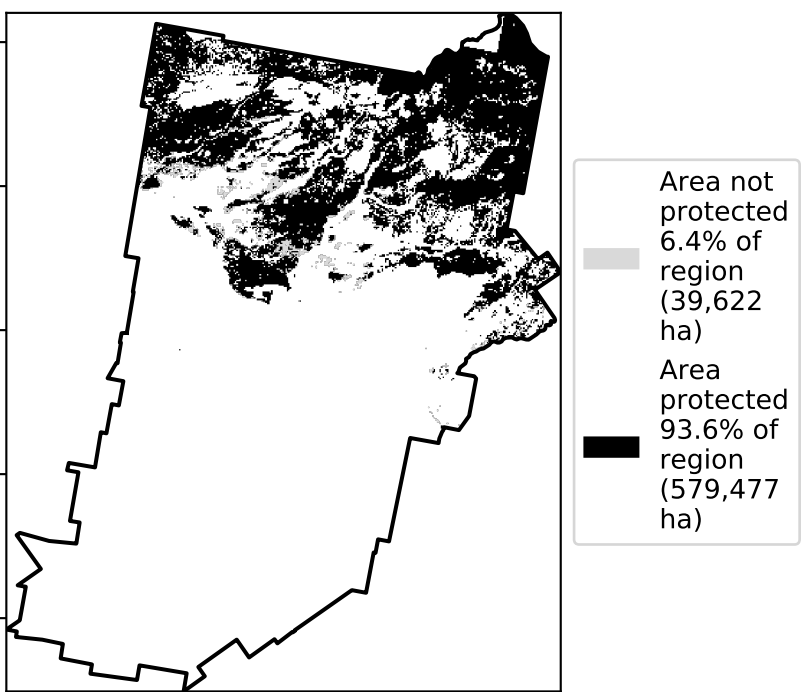 Area not
protected
6.4% of
region
(39,622
ha)
Area
protected
93.6% of
region
(579,477
ha)